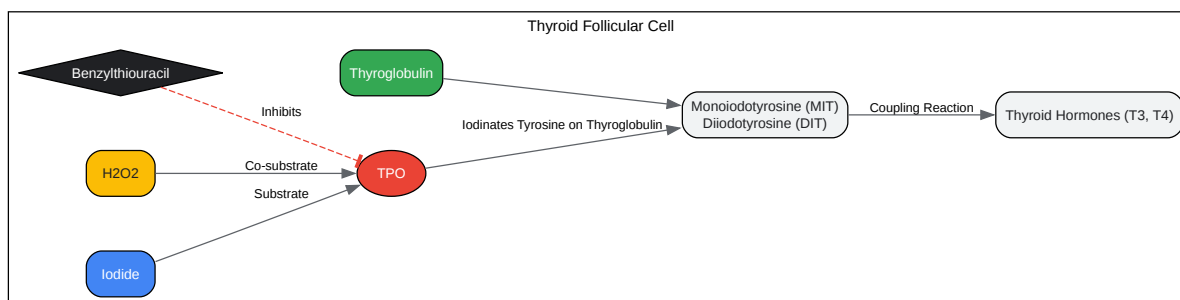 Thyroid Follicular Cell
Benzylthiouracil
Thyroglobulin
Inhibits
Monoiodotyrosine (MIT)
Diiodotyrosine (DIT)
Coupling Reaction
Thyroid Hormones (T3, T4)
Iodinates Tyrosine on Thyroglobulin
H2O2
Co-substrate
TPO
Substrate
Iodide